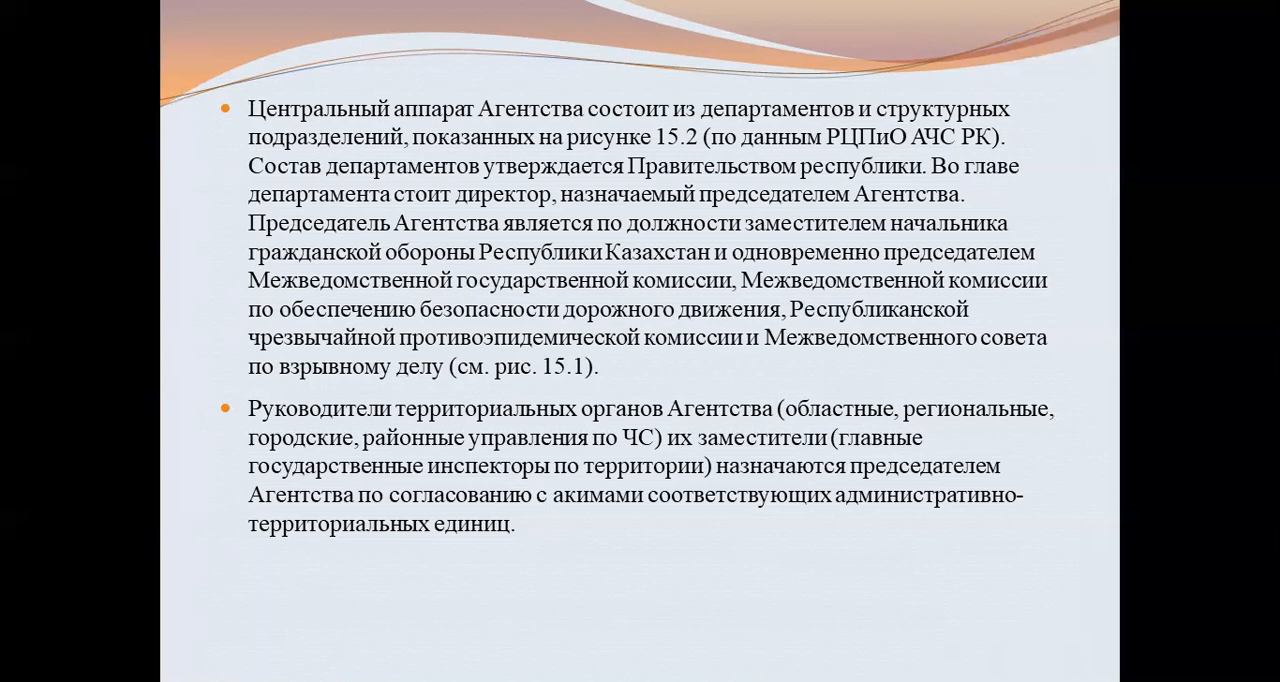 Центральный аппарат Агентства состоит из департаментов и структурных
подразделений, показанных на рисунке 15.2 (по данным РЦПиО АЧС РК).
Состав департаментов утверждается Правительством республики. Во главе
департамента стоит директор, назначаемый председателем Агентства.
Председатель Агентства является по должности заместителем начальника
гражданской обороны Республики Казахстан и одновременно председателем
Межведомственной государственной комиссии, Межведомственной комиссии
по обеспечению безопасности дорожного движения, Республиканской
чрезвычайной противоэпидемической комиссии и Межведомственного совета
по взрывному делу (см. рис. 15.1).
Руководители территориальных органов Агентства (областные, региональные,
городские, районные управления по ЧС) их заместители (главные
государственные инспекторы по территории) назначаются председателем
Агентства по согласованию с акимами соответствующих административно-
территориальных единиц.